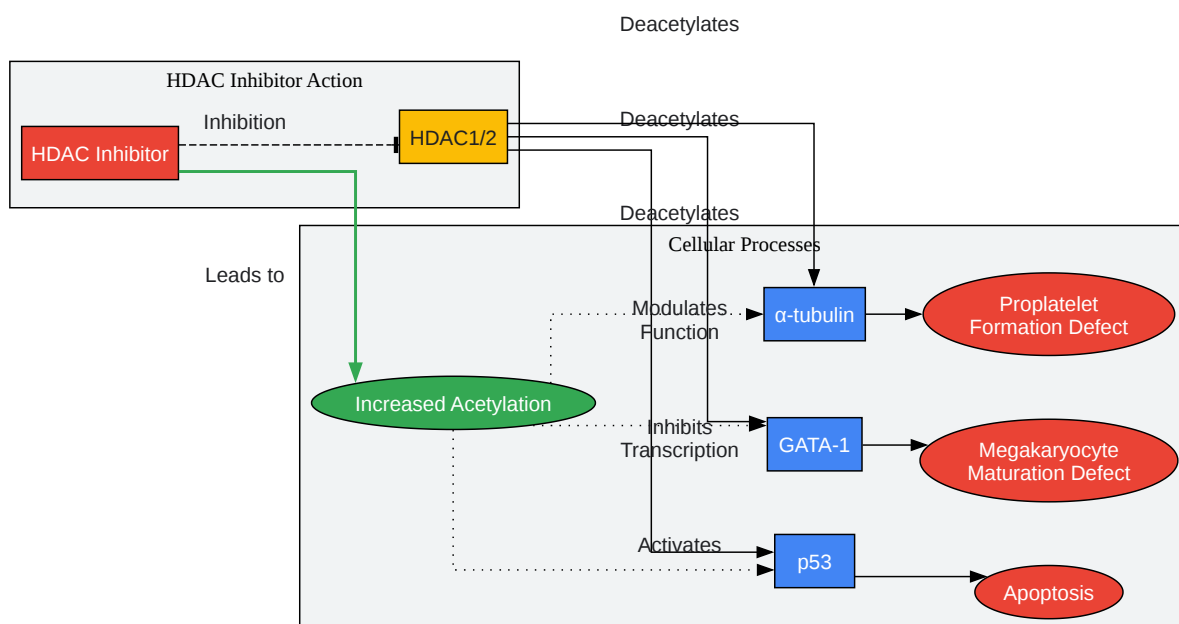 Deacetylates
HDAC Inhibitor Action
Inhibition
HDAC Inhibitor
HDAC1/2
Deacetylates
Deacetylates
Cellular Processes
Leads to
Modulates
Function
α-tubulin
Proplatelet
Formation Defect
Increased Acetylation
Inhibits
Transcription
GATA-1
Megakaryocyte
Maturation Defect
Activates
p53
Apoptosis